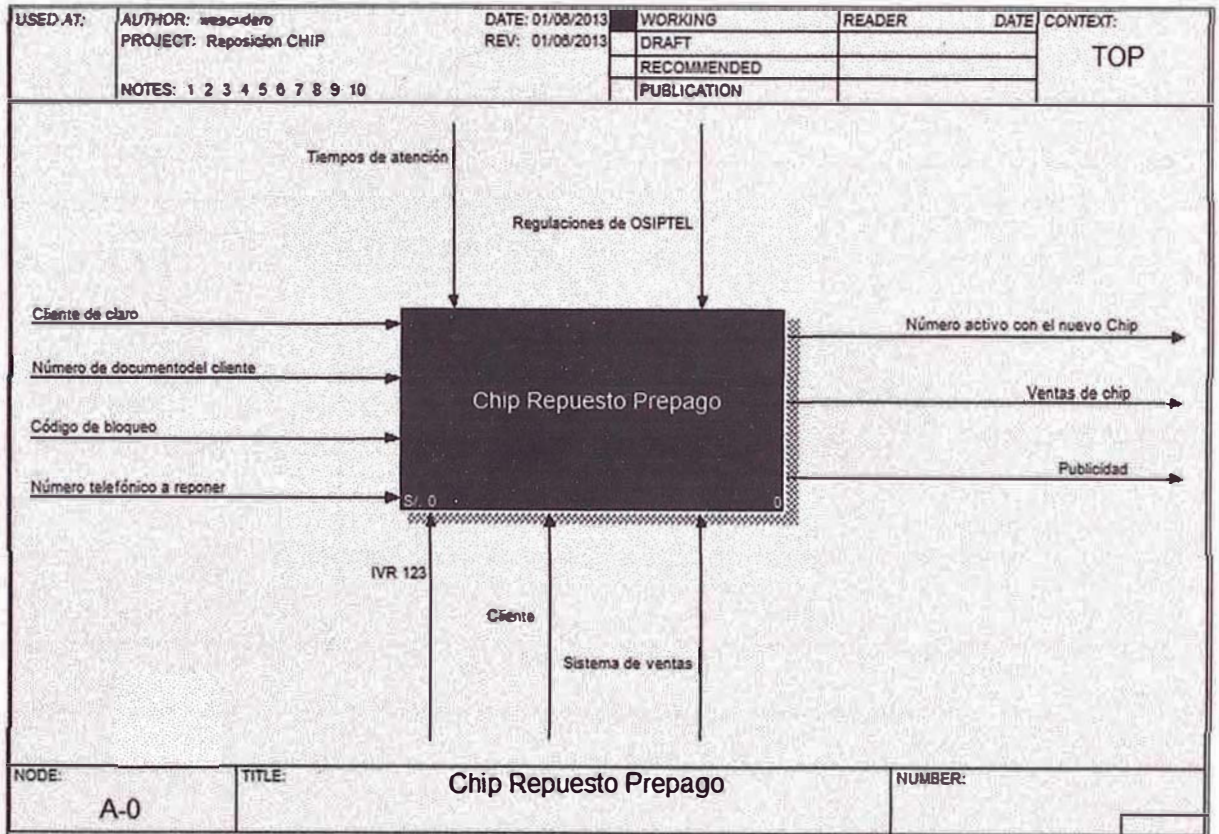 USED AT:
AUTHOR: wescudero
PROJECT: Reposicion CHIP
NOTES: 1 2 3 4 5 6 7 8 9 10
DATE: 01/06/2013
REV: 01/06/2013
WORKING
DRAFT
RECOMMENDED
PUBLICATION
READER
DATE
CONTEXT:
TOP
Tiempos de atención
Regulaciones de OSIPTEL
Cliente de claro
Número de documentodel cliente
Código de bloqueo
Número telefónico a reponer
Chip Repuesto Prepago
S/. 0
0
Número activo con el nuevo Chip
Ventas de chip
Publicidad
IVR 123
Cliente
Sistema de ventas
NODE:
A-0
TITLE:
Chip Repuesto Prepago
NUMBER: